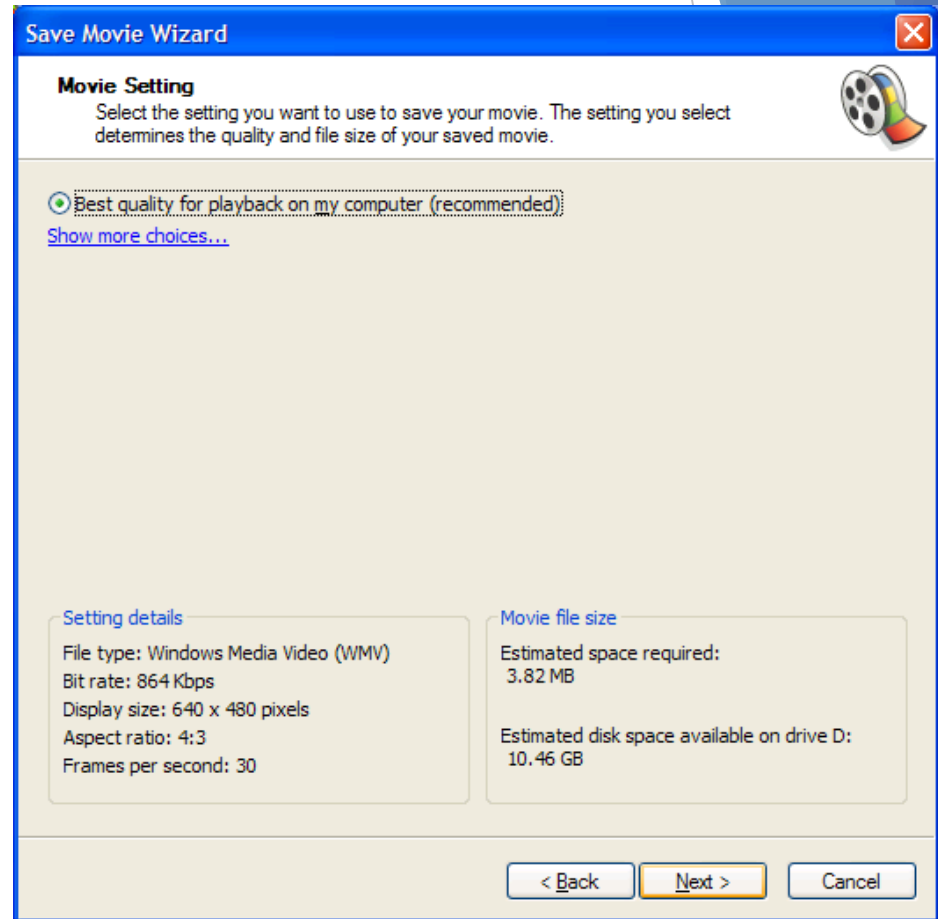 Save Movie Wizard
Movie Setting
Select the setting you want to use to save your movie. The setting you select
detemines the quality and file size of your saved movie.
Best quality for playback on my computer (recommended)
Show more choices...
Setting details
File type: Windows Media Video (WMV)
Bit rate: 864 Kbps
Display size: 640 x 480 pixels
Aspect ratio: 4:3
Frames per second: 30
Movie file size
Estimated space required:
3.82 MB
Estimated disk space available on drive D:
10.46 GB
< Back
Next >
Cancel